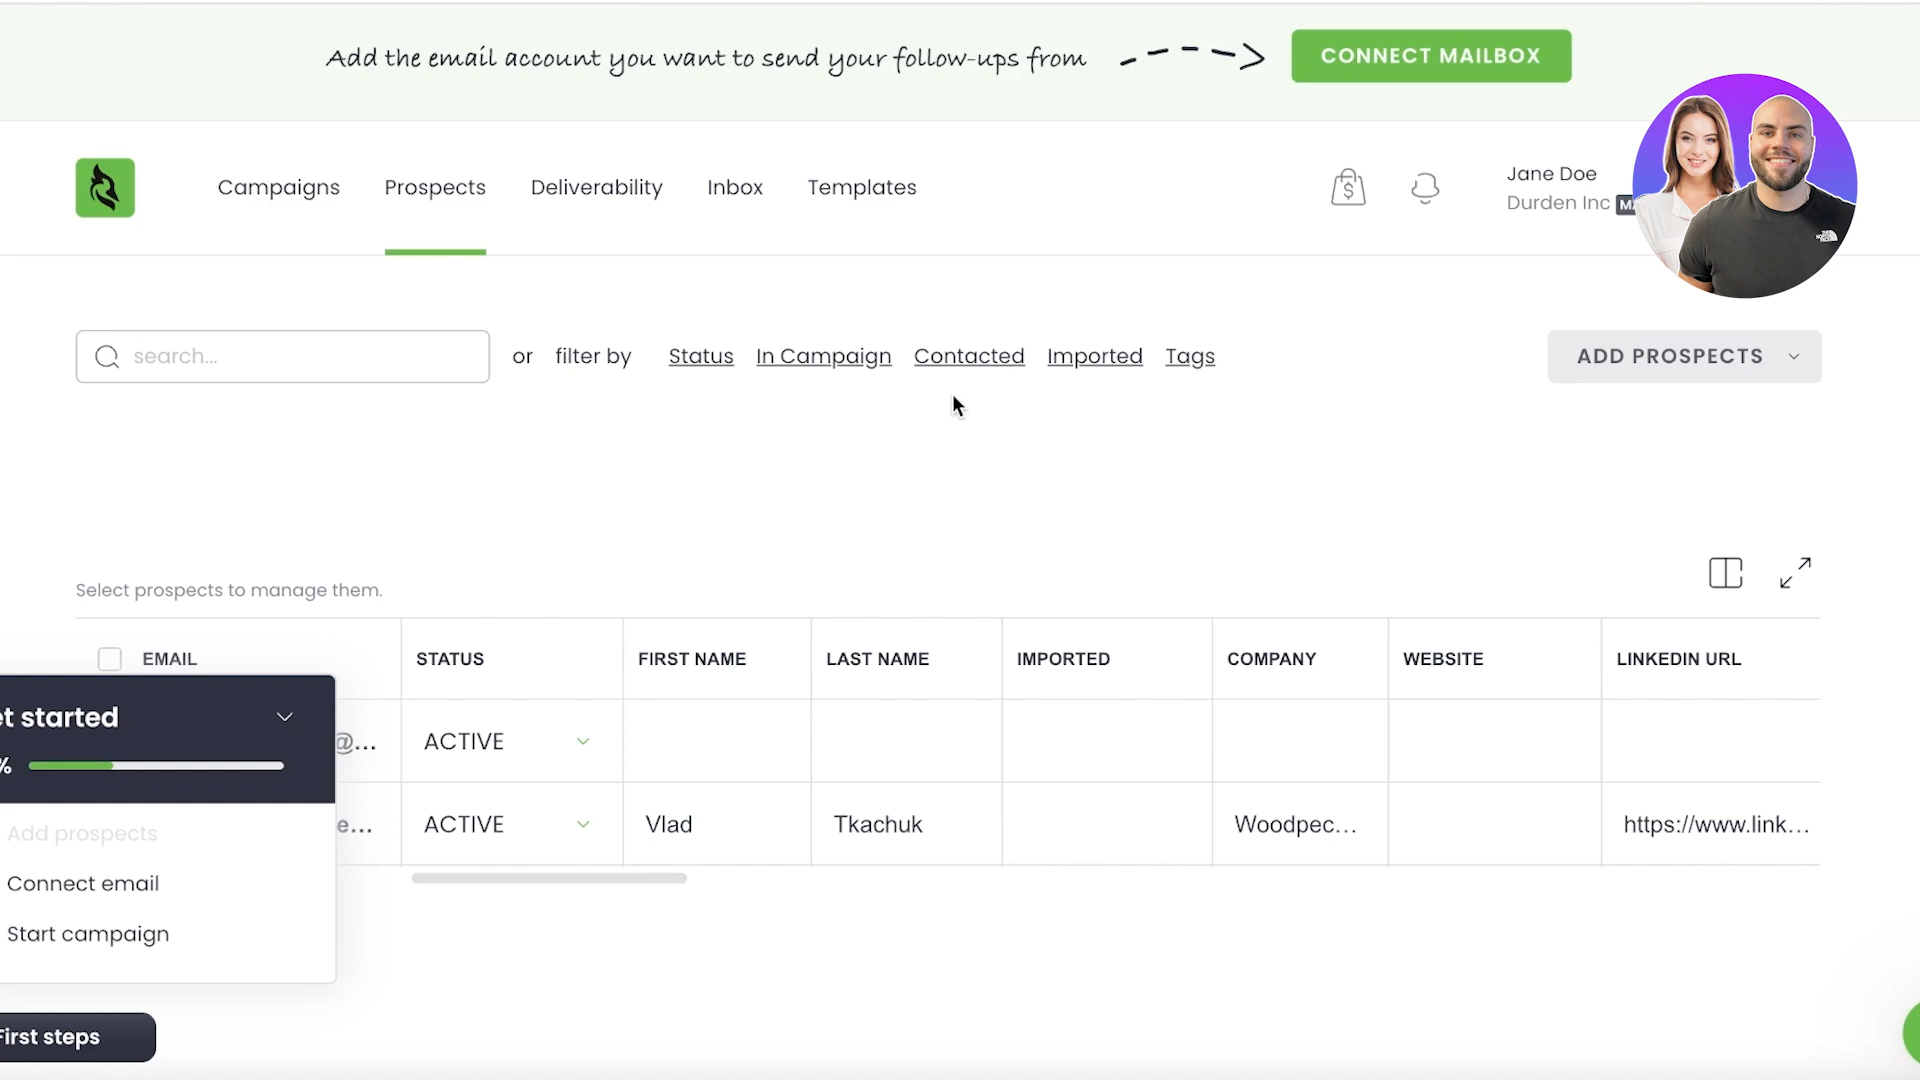 Add the email account you want to send your follow-ups from
CONNECT MAILBOX
Campaigns Prospects Deliverability Inbox Templates
Jane Doe
Durden Inc
search...
or filter by Status In Campaign Contacted Imported Tags
ADD PROSPECTS
Select prospects to manage them.
EMAIL STATUS FIRST NAME LAST NAME IMPORTED COMPANY WEBSITE LINKEDIN URL
et started
@... ACTIVE
%
e... ACTIVE Vlad Tkachuk Woodpec... https://www.link...
Add prospects
Connect email
Start campaign
First steps